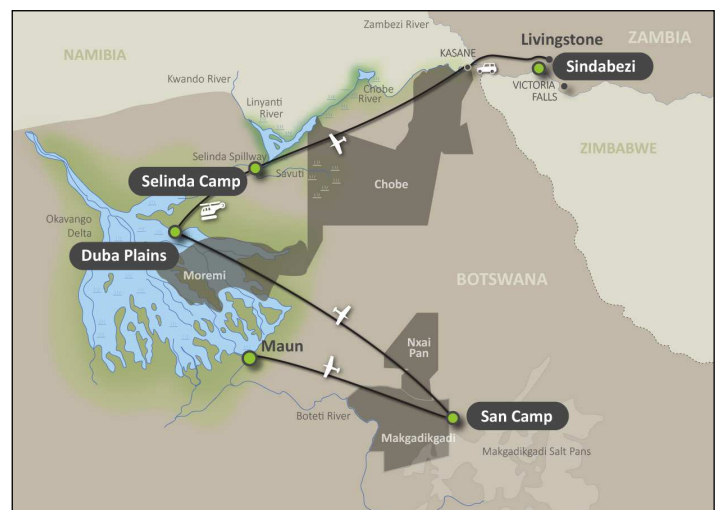 Zambezi River
NAMIBIA
ZAMBIA
Livingstone
KASANE
Sindabezi
Kwando River
Chobe
River
VICTORIA
FALLS
Linyanti
River
ZIMBABWE
Selinda Spillway
Savuti
Selinda Camp
Chobe
Okavango
Delta
Duba Plains
Moremi
BOTSWANA
Maun
Nxai
Pan
San Camp
Boteti River
Makgadikgadi
Makgadikgadi Salt Pans